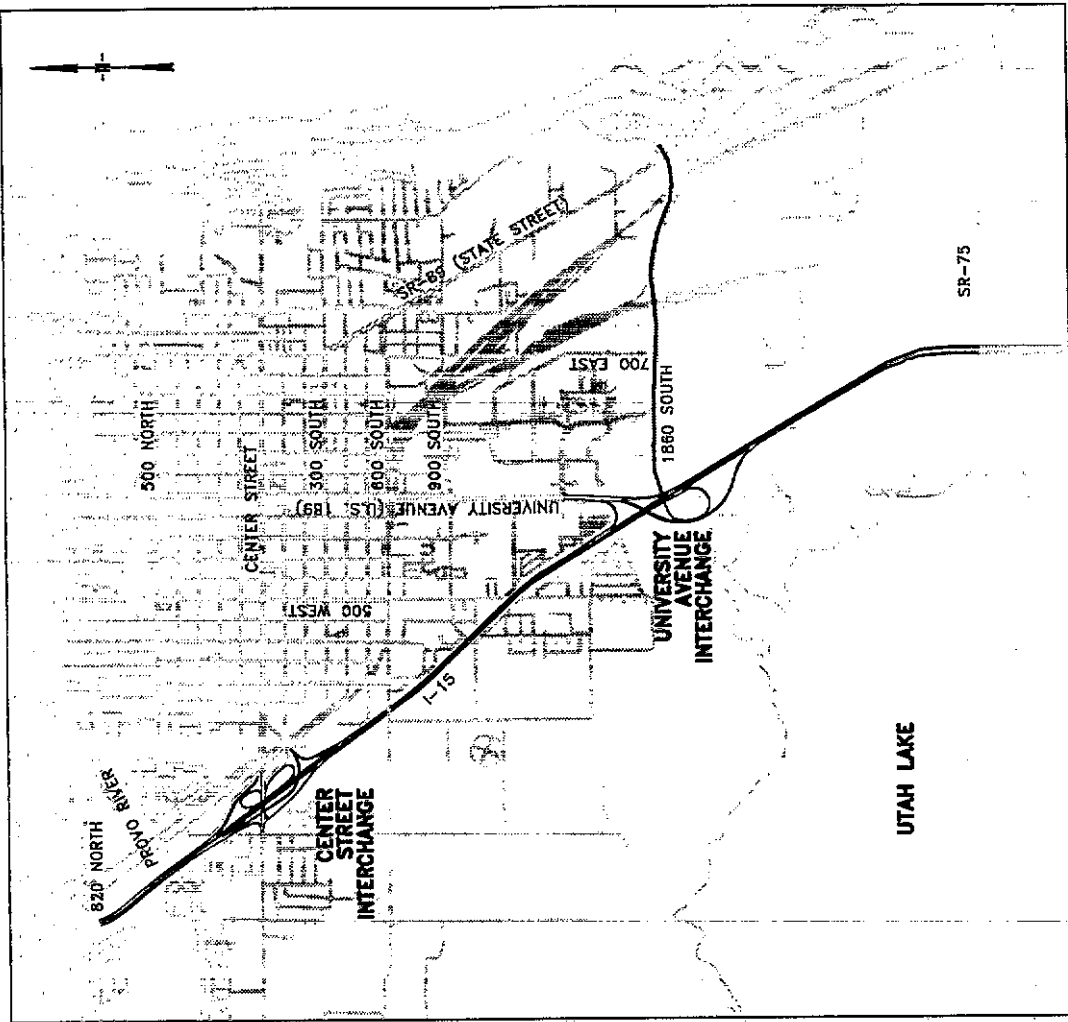 N
820 NORTH
PROVO RIVER
500 NORTH
CENTER STREET
300 SOUTH
600 SOUTH
900 SOUTH
UNIVERSITY AVENUE (U.S. 189)
500 WEST
SR-89 (STATE STREET)
700 EAST
1860 SOUTH
I-15
CENTER
STREET
INTERCHANGE
UNIVERSITY
AVENUE
INTERCHANGE
SR-75
UTAH LAKE